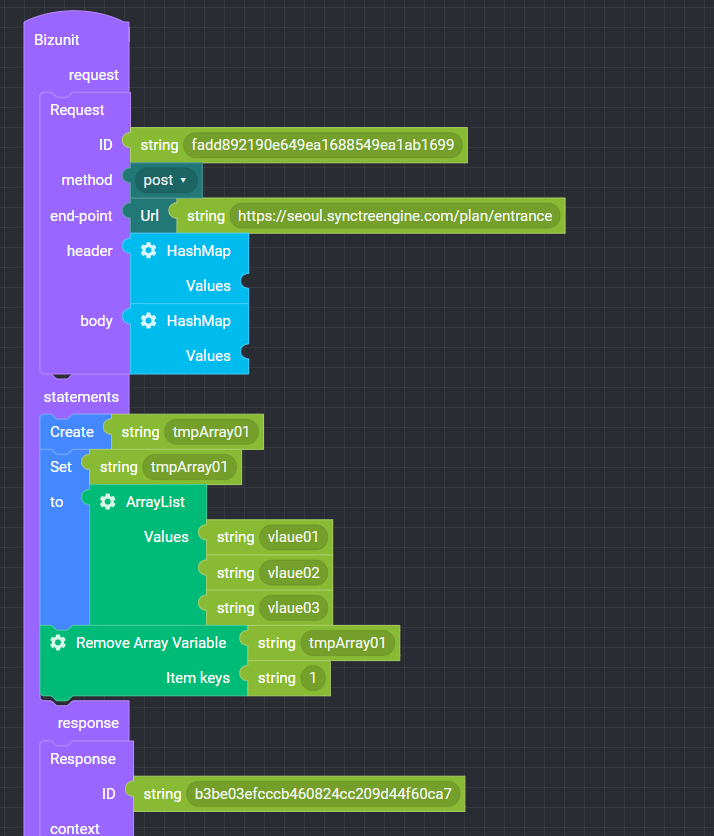 Bizunit
request
Request
ID string fadd892190e649ea1688549ea1ab1699
method post
end-point Url string https://seoul.synctreengine.com/plan/entrance
header HashMap
Values
body HashMap
Values
statements
Create string tmpArray01
Set string tmpArray01
to ArrayList
Values string vlaue01
string vlaue02
string vlaue03
Remove Array Variable string tmpArray01
Item keys string 1
response
Response
ID string b3be03efcccb460824cc209d44f60ca7
context